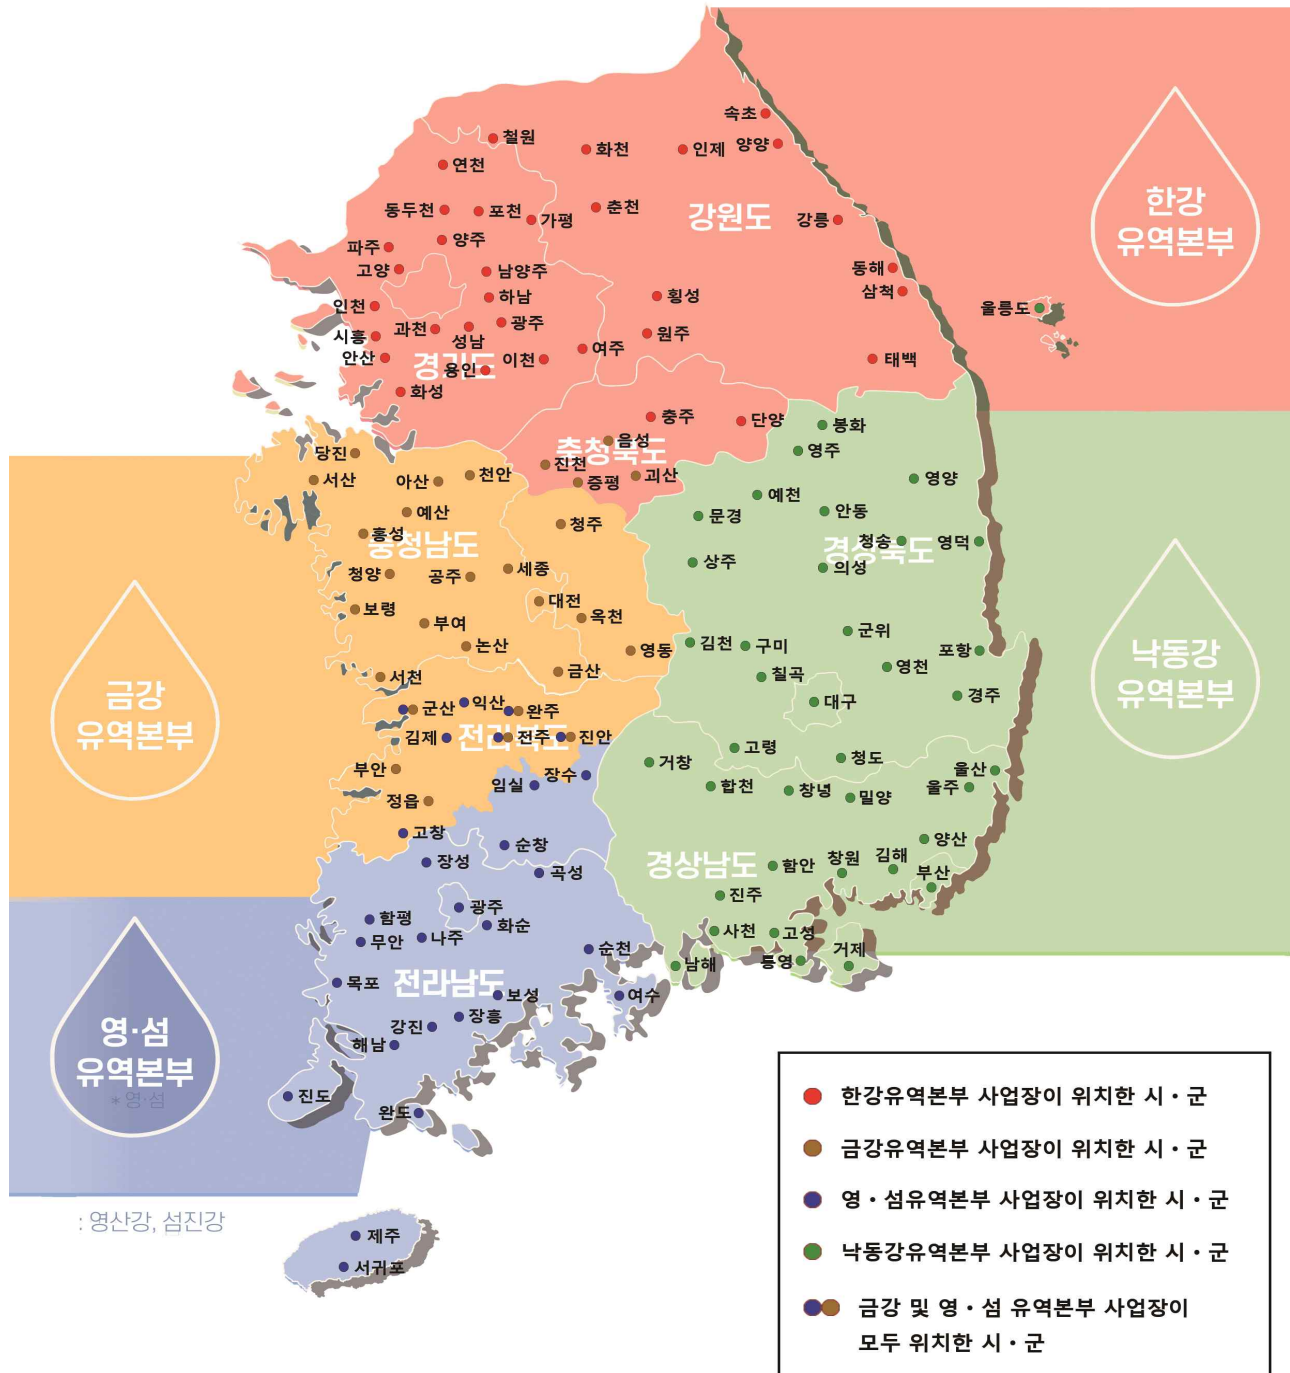 속초
철원
화천
인제
양양
연천
동두천
포천
가평
춘천
강원도
강릉
한강
유역본부
파주
양주
고양
남양주
동해
삼척
하남
횡성
인천
울릉도
시흥
과천
성남
광주
원주
안산
경기도
용인
이천
여주
태백
화성
충주
단양
봉화
음성
충청북도
영주
당진
진천
서산
아산
천안
증평
괴산
영양
예천
예산
문경
안동
홍성
청주
충청남도
경상북도
청송
영덕
상주
의성
청양
공주
세종
보령
대전
옥천
부여
군위
논산
영동
김천
구미
포항
낙동강
유역본부
서천
금산
칠곡
영천
금강
유역본부
군산
익산
완주
대구
경주
김제
전라북도
전주
진안
고령
청도
거창
부안
장수
임실
합천
창녕
밀양
울산
울주
정읍
고창
순창
양산
장성
곡성
경상남도
함안
창원
김해
부산
진주
광주
함평
화순
무안
나주
사천
고성
순천
거제
남해
통영
목포
전라남도
보성
여수
영·섬
유역본부
* 영·섬
강진
장흥
해남
진도
완도
: 영산강, 섬진강
제주
서귀포
한강유역본부 사업장이 위치한 시・군
금강유역본부 사업장이 위치한 시・군
영・섬유역본부 사업장이 위치한 시・군
낙동강유역본부 사업장이 위치한 시・군
금강 및 영・섬 유역본부 사업장이
모두 위치한 시・군